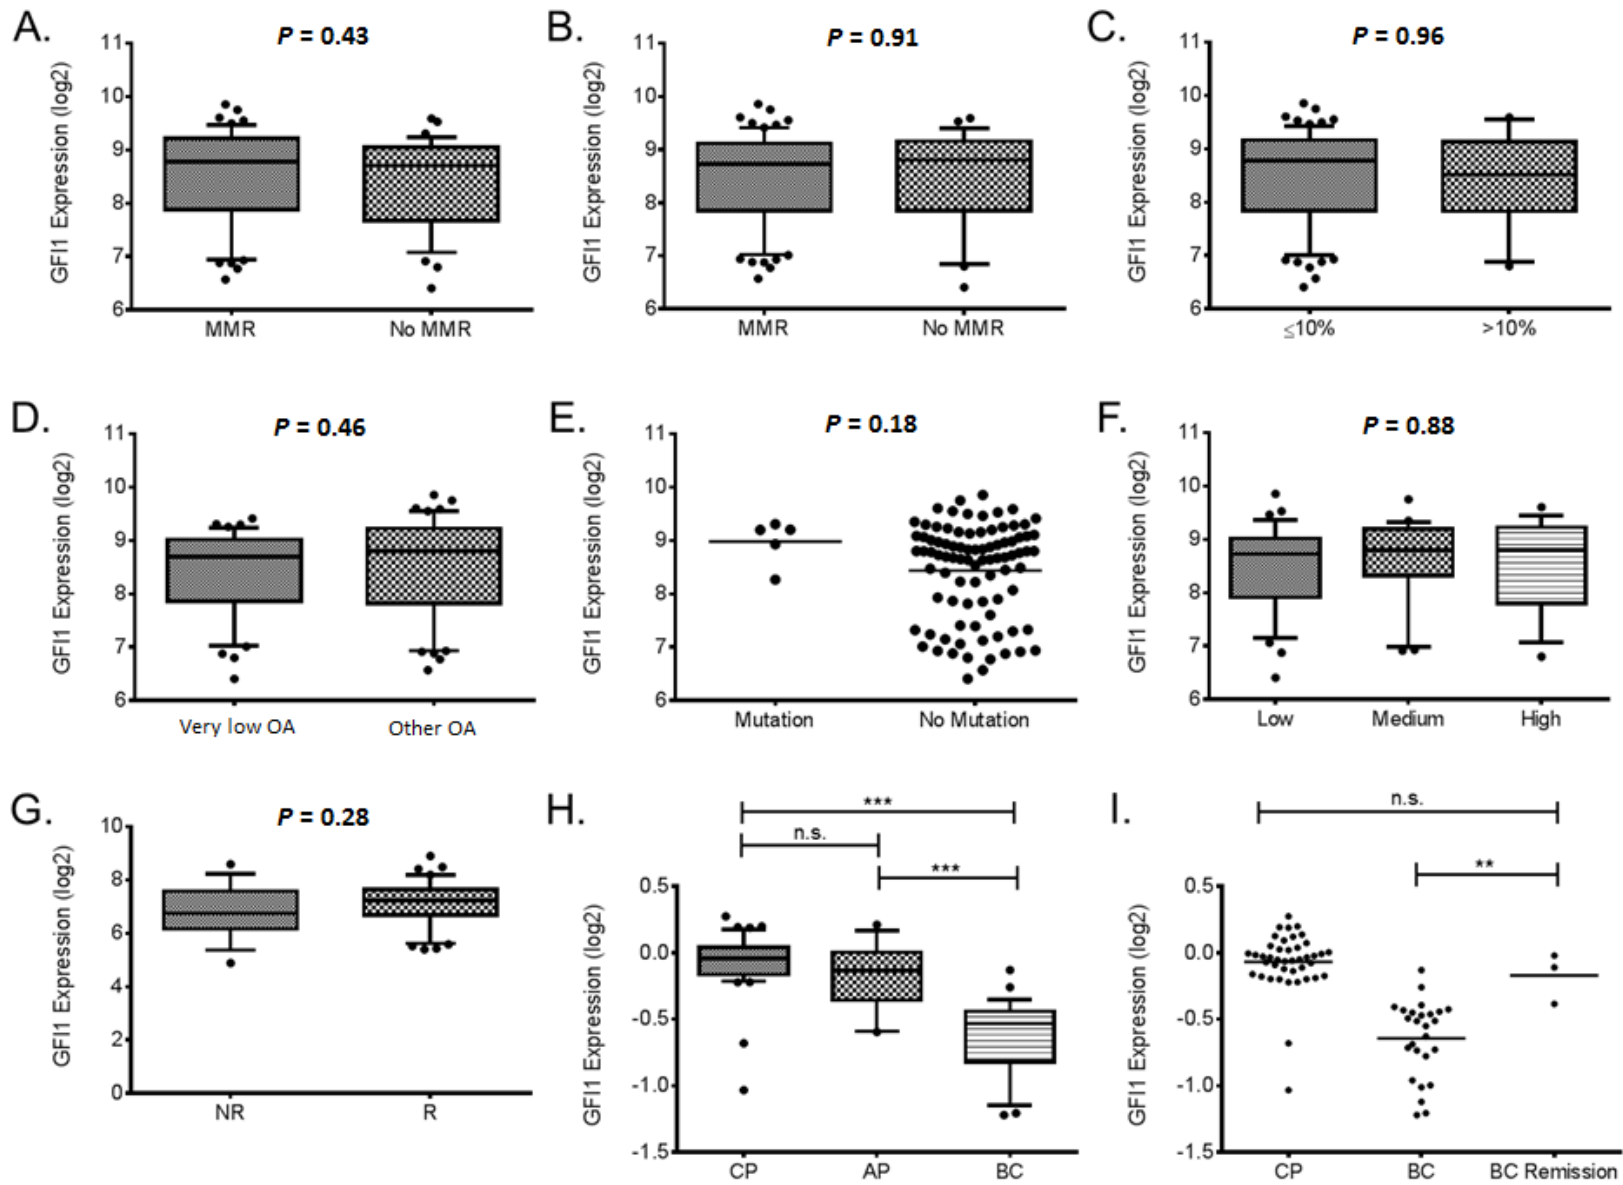 A.
P = 0.43
GFI1 Expression (log2)
11
10
9
8
7
6
MMR
No MMR
B.
P = 0.91
GFI1 Expression (log2)
11
10
9
8
7
6
MMR
No MMR
C.
P = 0.96
GFI1 Expression (log2)
11
10
9
8
7
6
≤10%
>10%
D.
P = 0.46
GFI1 Expression (log2)
11
10
9
8
7
6
Very low OA
Other OA
E.
P = 0.18
GFI1 Expression (log2)
11
10
9
8
7
6
Mutation
No Mutation
F.
P = 0.88
GFI1 Expression (log2)
11
10
9
8
7
6
Low
Medium
High
G.
P = 0.28
GFI1 Expression (log2)
10
8
6
4
2
0
NR
R
H.
***
n.s.
***
GFI1 Expression (log2)
0.5
0.0
-0.5
-1.0
-1.5
CP
AP
BC
I.
n.s.
**
GFI1 Expression (log2)
0.5
0.0
-0.5
-1.0
-1.5
CP
BC
BC Remission